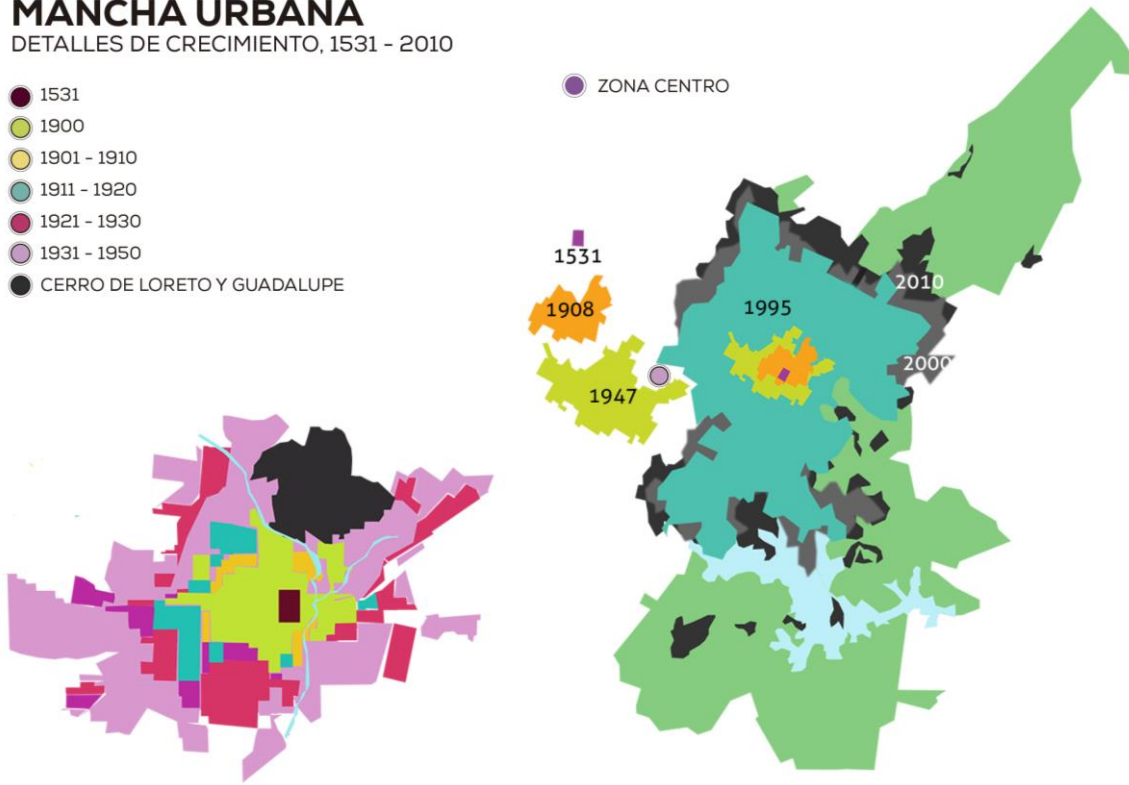 MANCHA URBANA
DETALLES DE CRECIMIENTO, 1531 - 2010
1531
1900
1901 - 1910
1911 - 1920
1921 - 1930
1931 - 1950
CERRO DE LORETO Y GUADALUPE
ZONA CENTRO
1531
1908
1947
1995
2010
2000